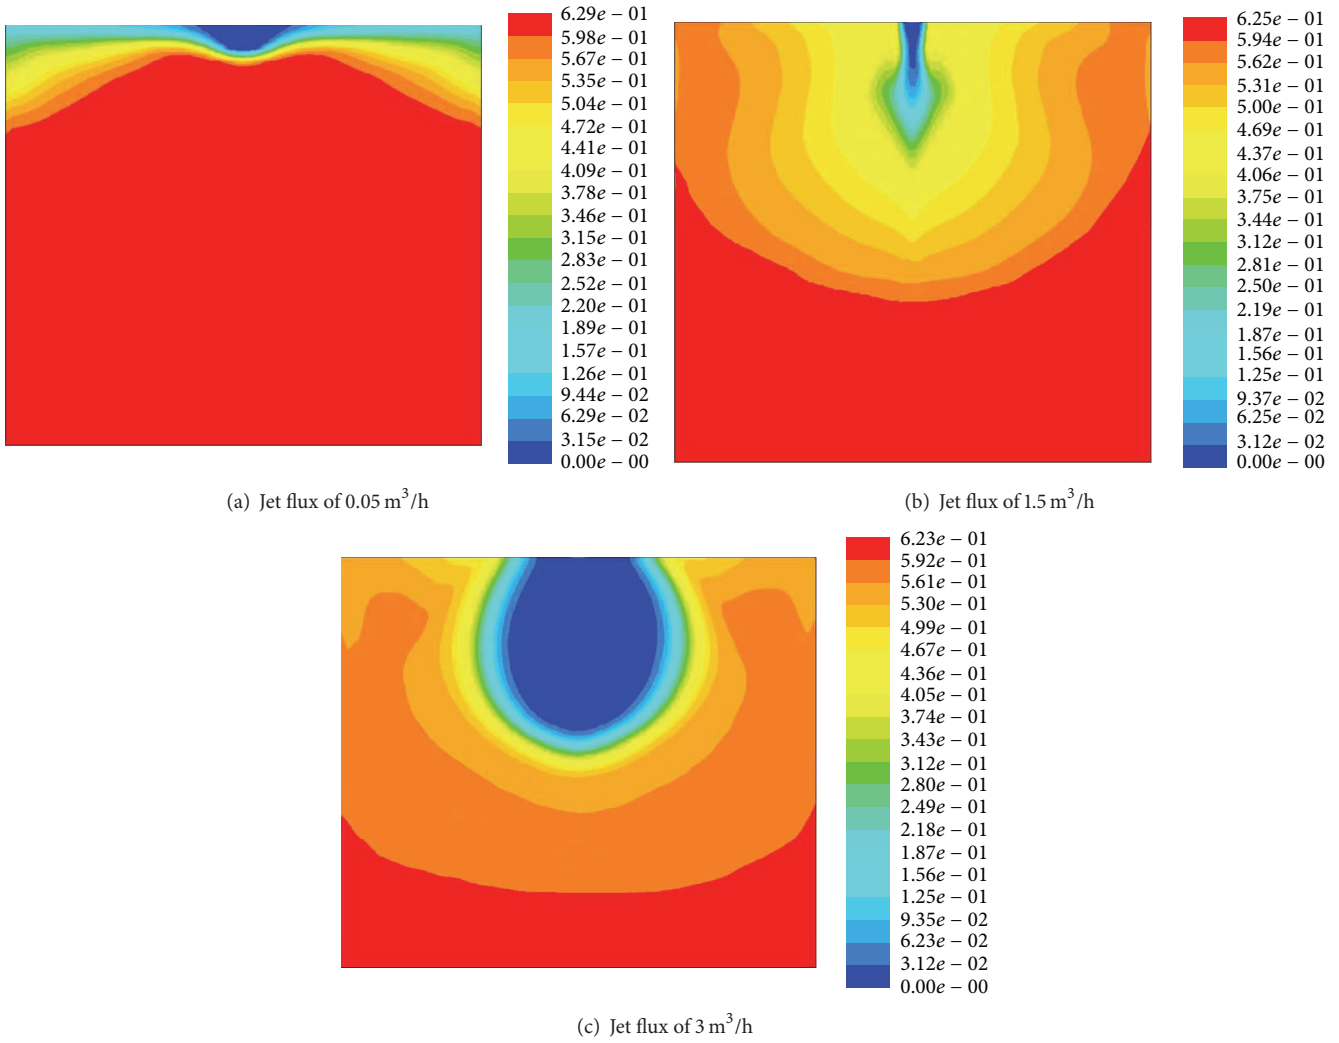 6.29e − 01
5.98e − 01
5.67e − 01
5.35e − 01
5.04e − 01
4.72e − 01
4.41e − 01
4.09e − 01
3.78e − 01
3.46e − 01
3.15e − 01
2.83e − 01
2.52e − 01
2.20e − 01
1.89e − 01
1.57e − 01
1.26e − 01
9.44e − 02
6.29e − 02
3.15e − 02
0.00e − 00
(a) Jet flux of 0.05 m³/h
6.25e − 01
5.94e − 01
5.62e − 01
5.31e − 01
5.00e − 01
4.69e − 01
4.37e − 01
4.06e − 01
3.75e − 01
3.44e − 01
3.12e − 01
2.81e − 01
2.50e − 01
2.19e − 01
1.87e − 01
1.56e − 01
1.25e − 01
9.37e − 02
6.25e − 02
3.12e − 02
0.00e − 00
(b) Jet flux of 1.5 m³/h
6.23e − 01
5.92e − 01
5.61e − 01
5.30e − 01
4.99e − 01
4.67e − 01
4.36e − 01
4.05e − 01
3.74e − 01
3.43e − 01
3.12e − 01
2.80e − 01
2.49e − 01
2.18e − 01
1.87e − 01
1.56e − 01
1.25e − 01
9.35e − 02
6.23e − 02
3.12e − 02
0.00e − 00
(c) Jet flux of 3 m³/h